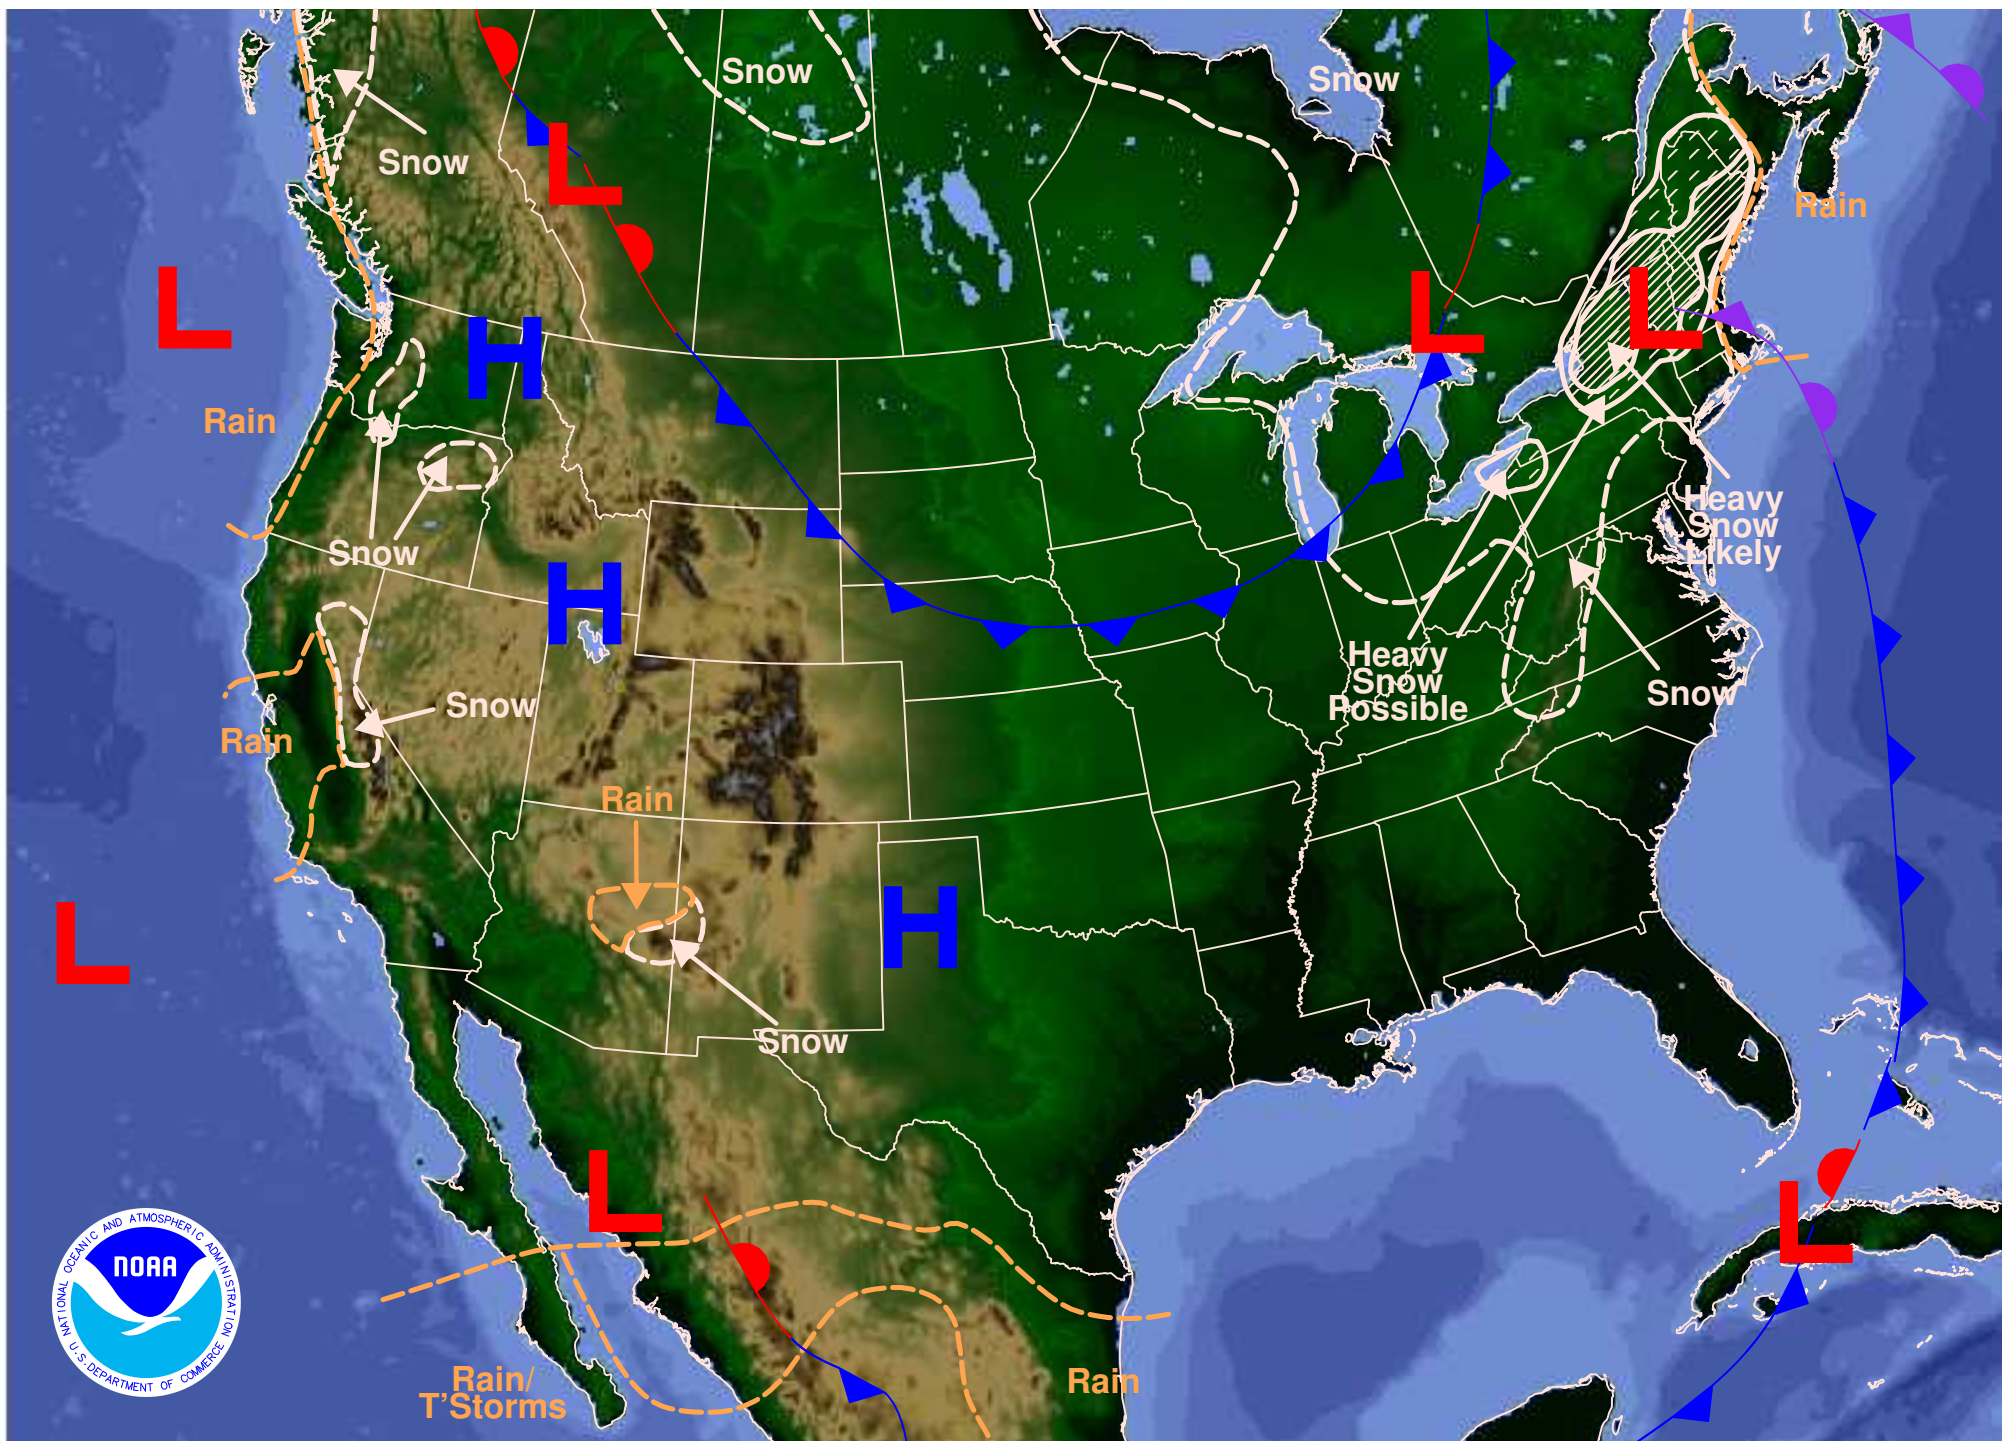 Snow
Snow
Snow
L
Rain
L
L
L
L
H
Rain
Snow
Heavy
Snow
Likely
H
Heavy
Snow
Possible
Snow
Snow
Rain
Rain
H
L
Snow
L
L
NATIONAL OCEANIC AND ATMOSPHERIC ADMINISTRATION
NOAA
U.S. DEPARTMENT OF COMMERCE
Rain/
T'Storms
Rain